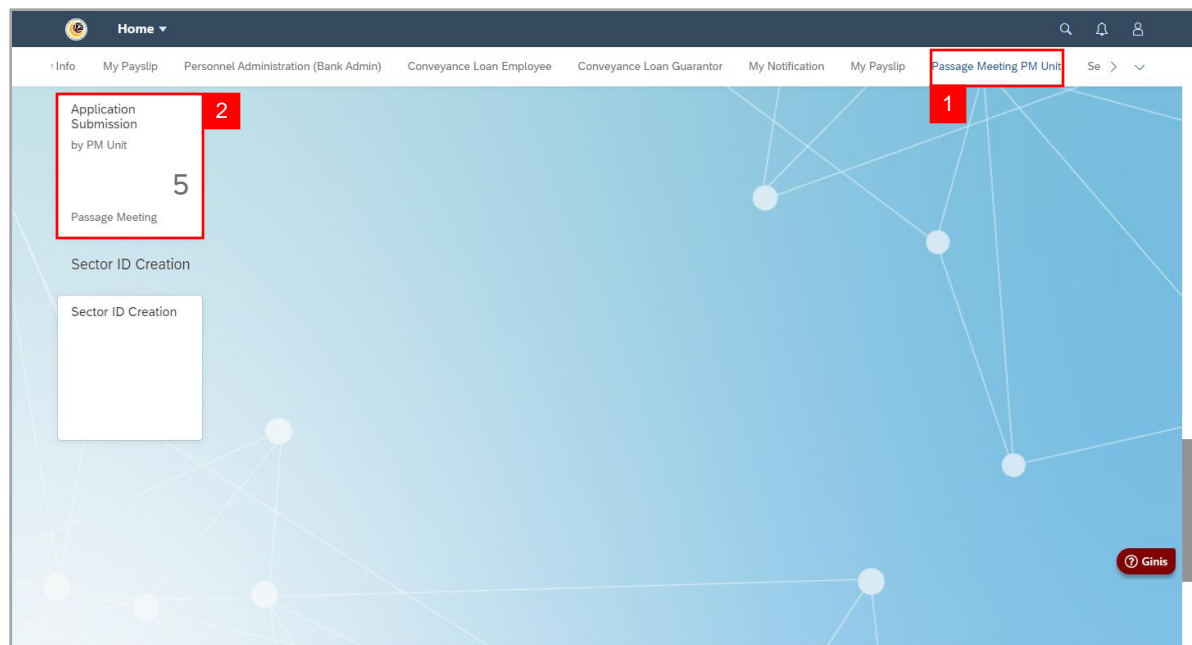 Home
Info My Payslip Personnel Administration (Bank Admin) Conveyance Loan Employee Conveyance Loan Guarantor My Notification My Payslip Passage Meeting PM Unit Se
1
Application
Submission
2
by PM Unit
5
Passage Meeting
Sector ID Creation
Sector ID Creation
? Ginis